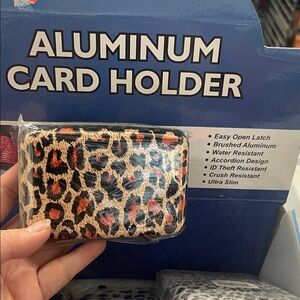 ALUMINUM
CARD HOLDER
• Easy Open Latch
• Brushed Aluminum
• Water Resistant
• Accordion Design
• ID Theft Resistant
• Crush Resistant
• Ultra Slim